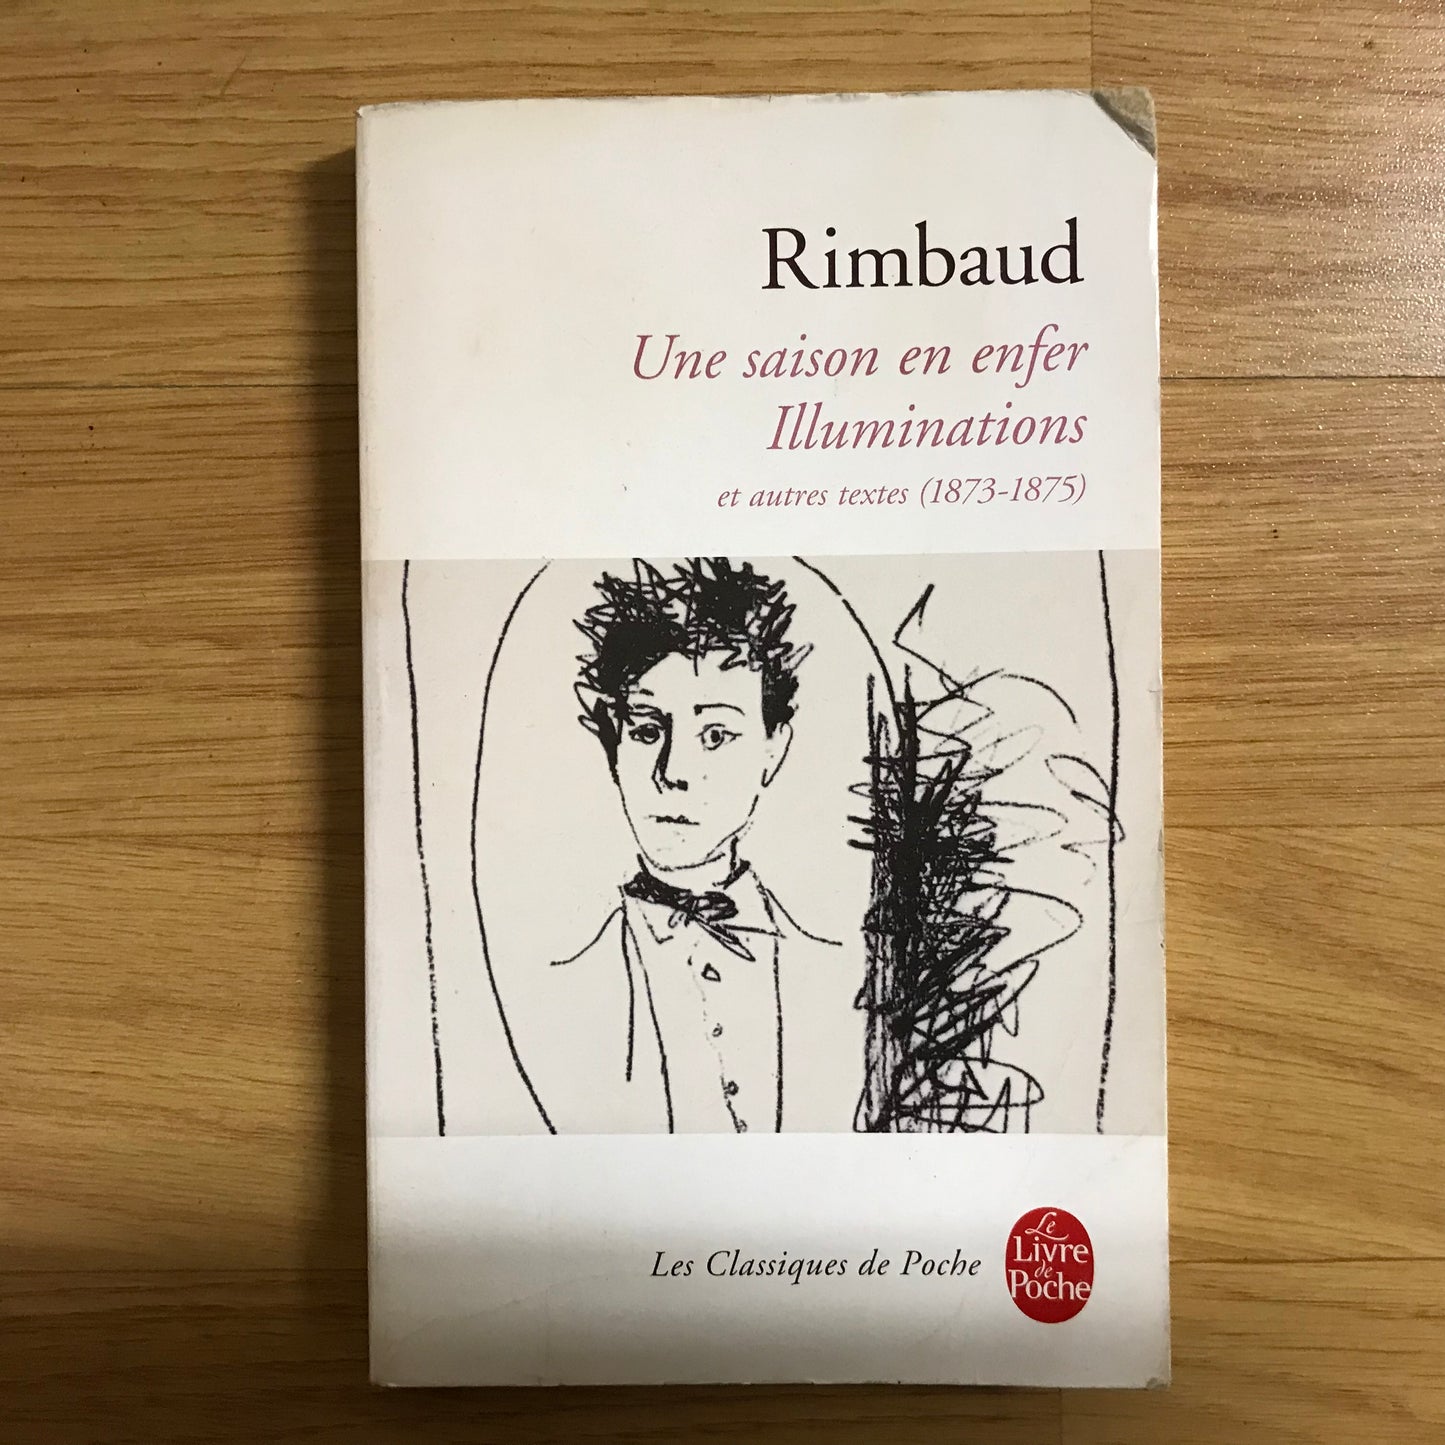 Rimbaud
Une saison en enfer
Illuminations
et autres textes (1873-1875)
Les Classiques de Poche
Le
Livre
de
Poche